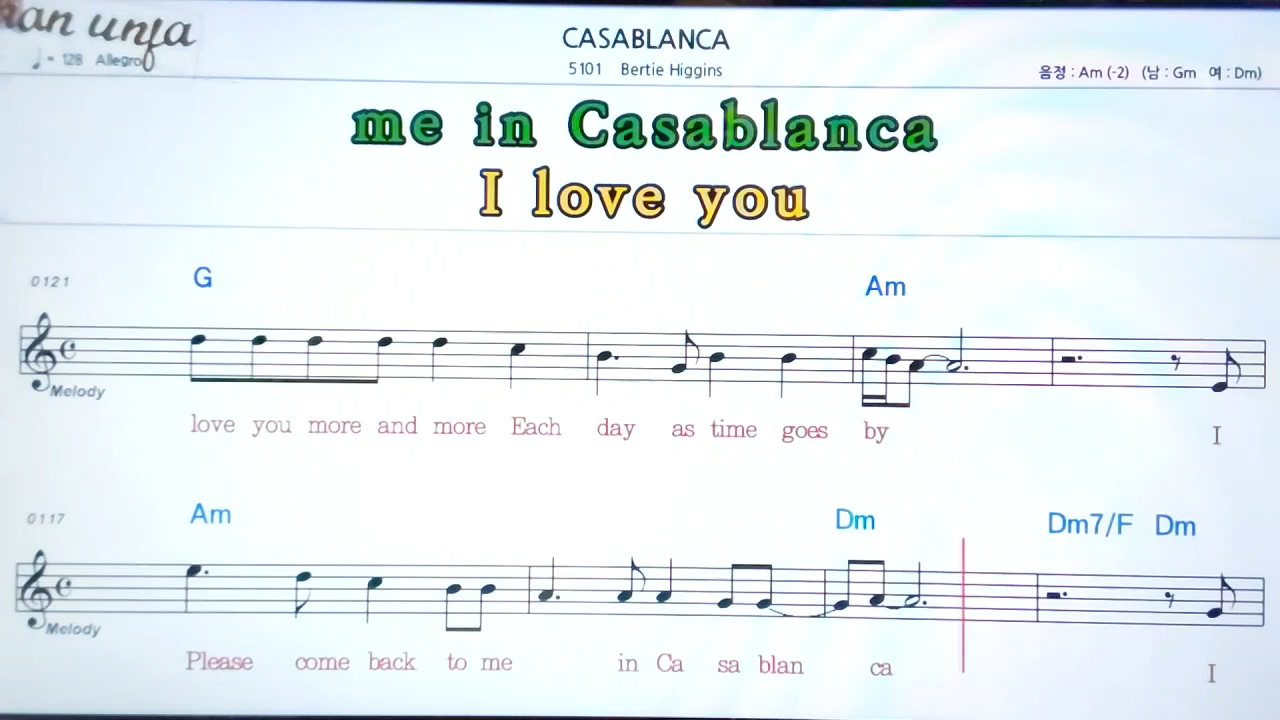 CASABLANCA
♩= 128 Allegro
5101 Bertie Higgins
음정 : Am (-2) (남 : Gm 여 : Dm)
me in Casablanca
I love you
0121
G Am
Melody
love you more and more Each day as time goes by I
0117
Am Dm Dm7/F Dm
Melody
Please come back to me in Ca sa blan ca I